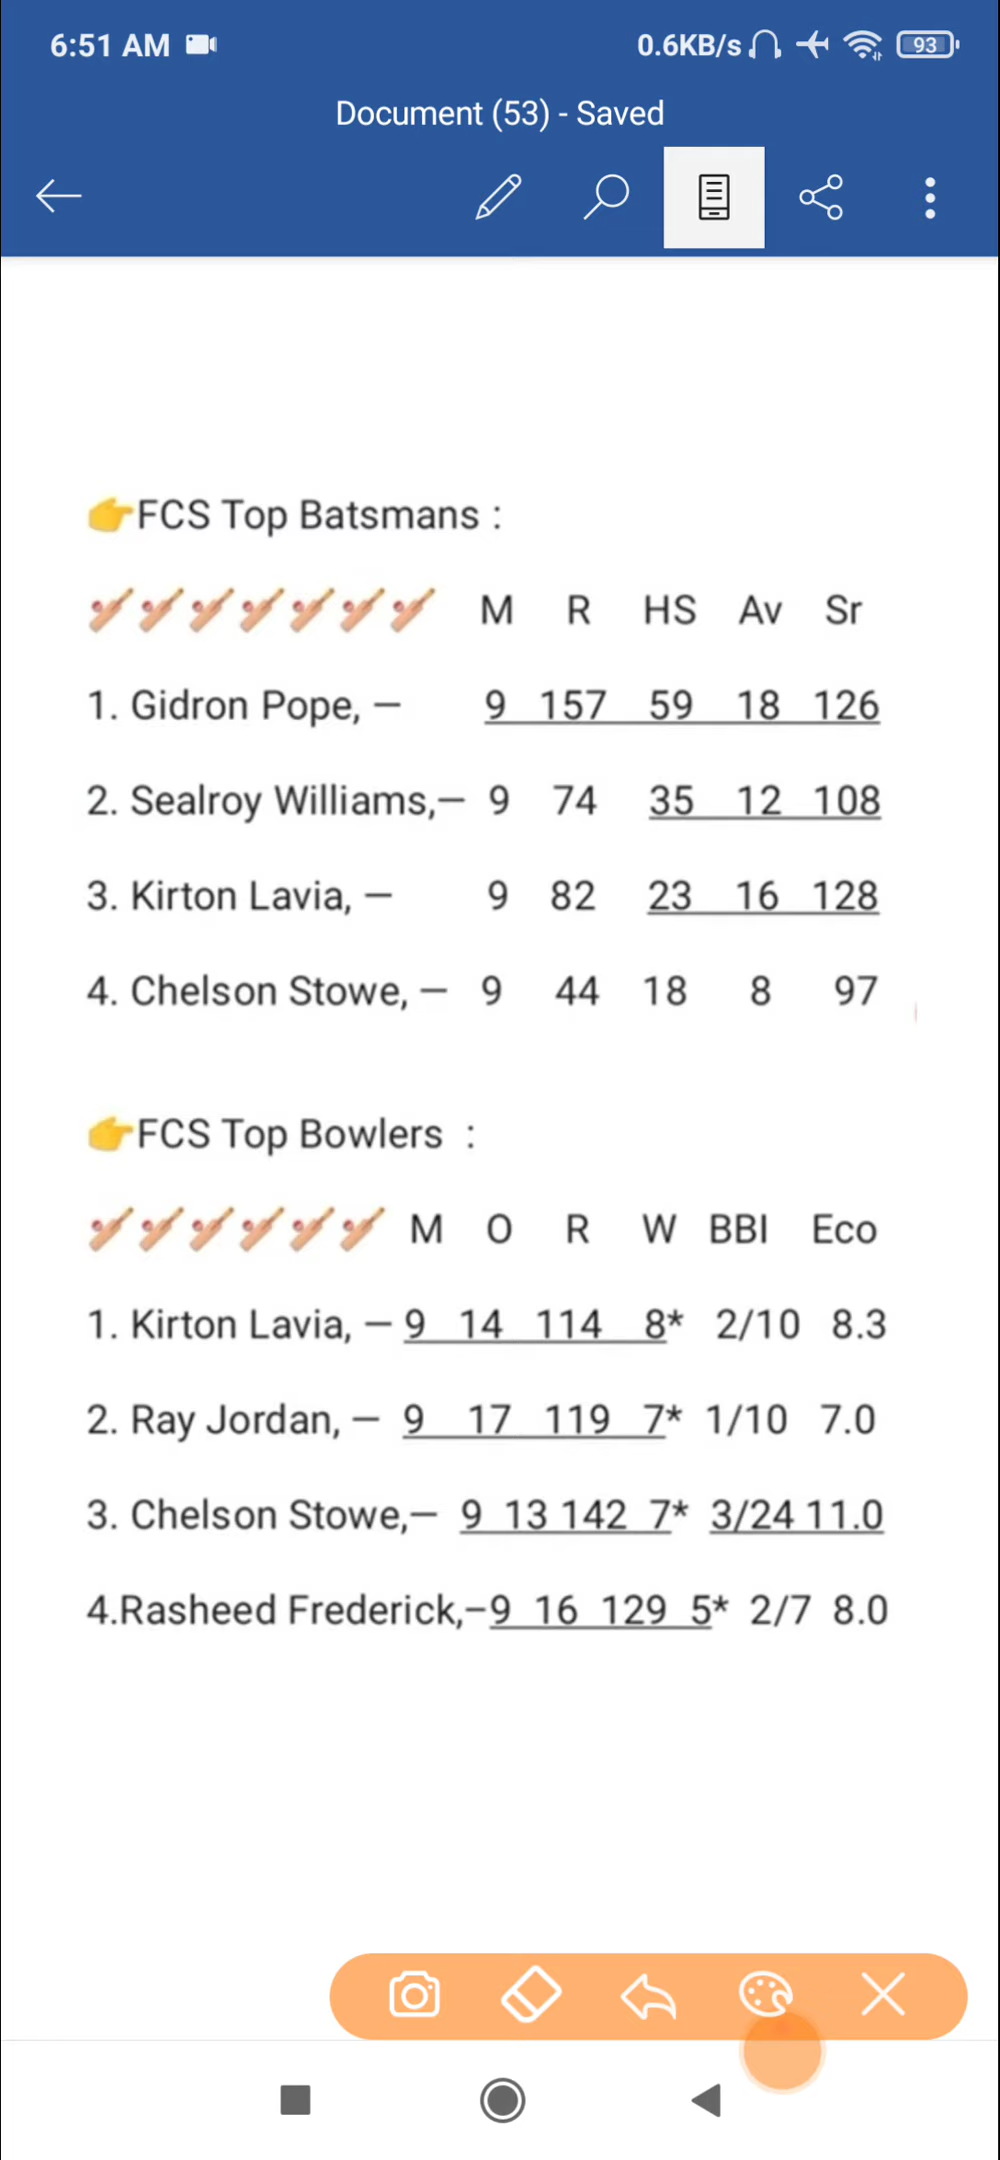 6:51 AM 0.6KB/s 93
Document (53) - Saved
👉FCS Top Batsmans :
🏏🏏🏏🏏🏏🏏🏏 M R HS Av Sr
1. Gidron Pope, — 9 157 59 18 126
2. Sealroy Williams,— 9 74 35 12 108
3. Kirton Lavia, — 9 82 23 16 128
4. Chelson Stowe, — 9 44 18 8 97
👉FCS Top Bowlers :
🏏🏏🏏🏏🏏🏏 M O R W BBI Eco
1. Kirton Lavia, — 9 14 114 8* 2/10 8.3
2. Ray Jordan, — 9 17 119 7* 1/10 7.0
3. Chelson Stowe,— 9 13 142 7* 3/24 11.0
4.Rasheed Frederick,–9 16 129 5* 2/7 8.0